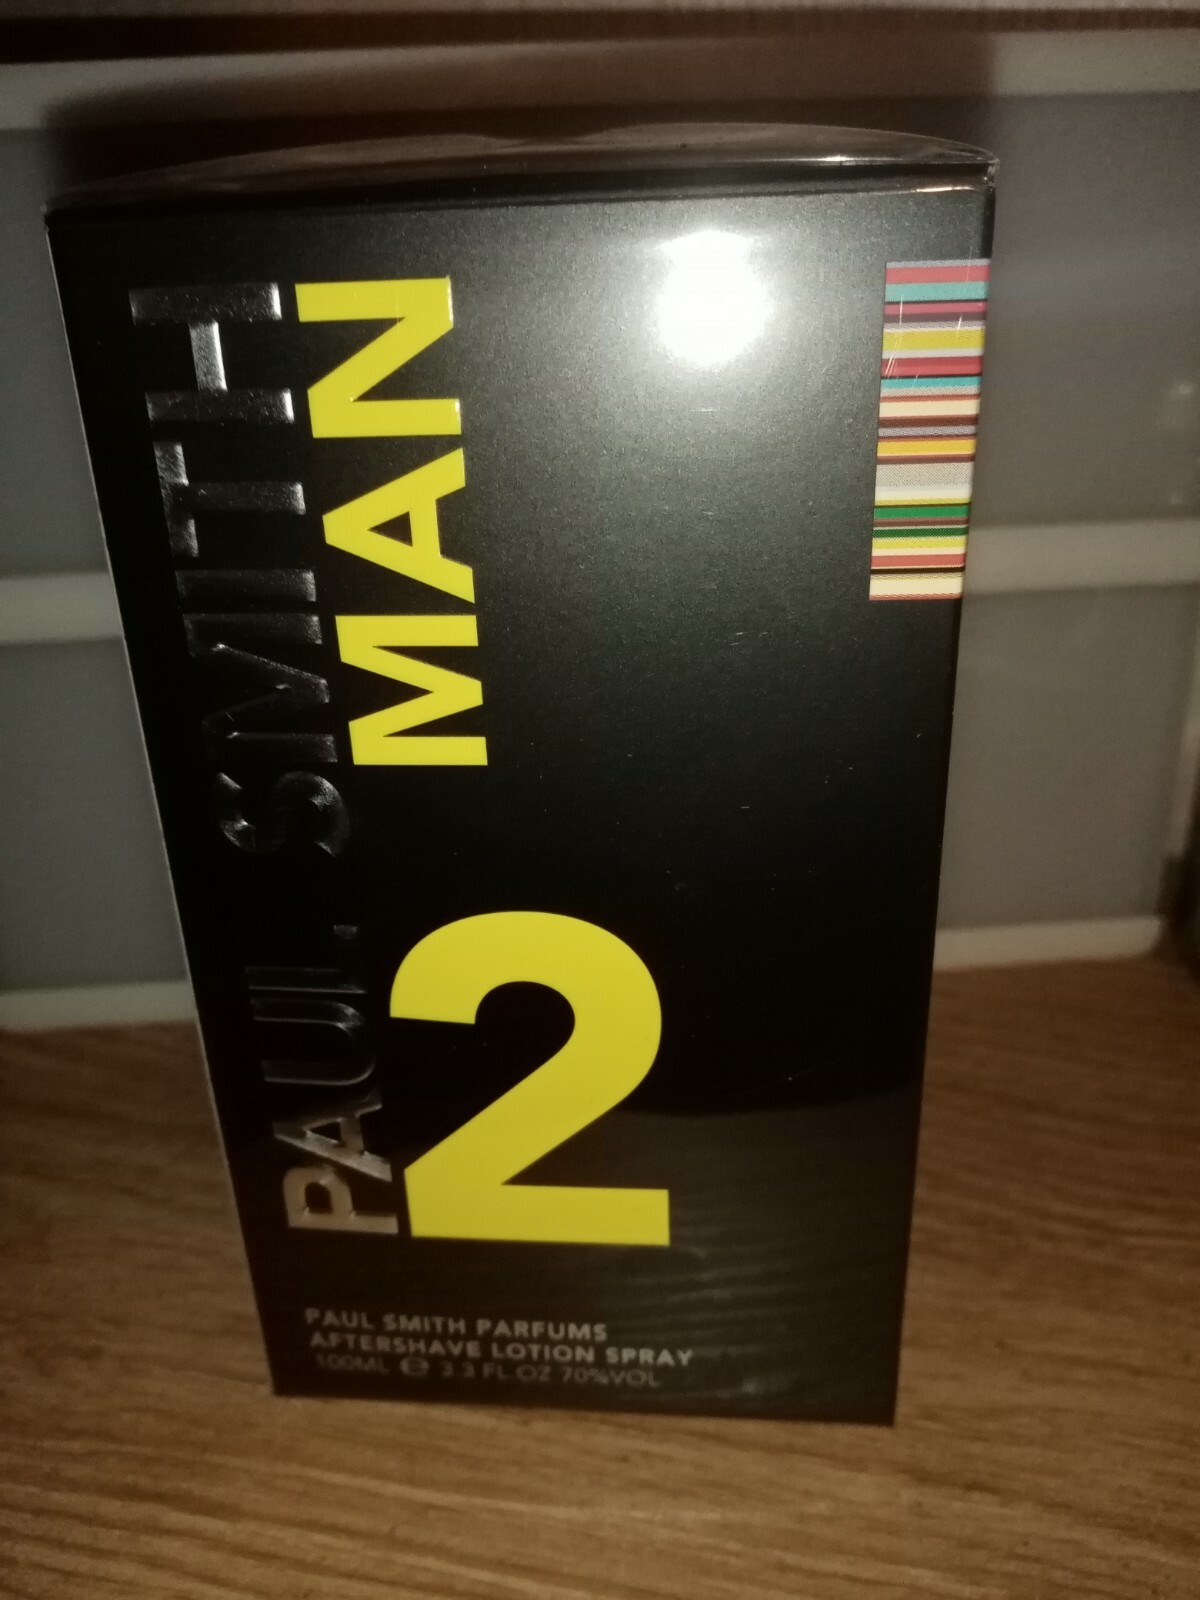 PAUL SMITH
MAN
2
PAUL SMITH PARFUMS
AFTERSHAVE LOTION SPRAY
100ML ℮ 3.3 FL.OZ 70%VOL